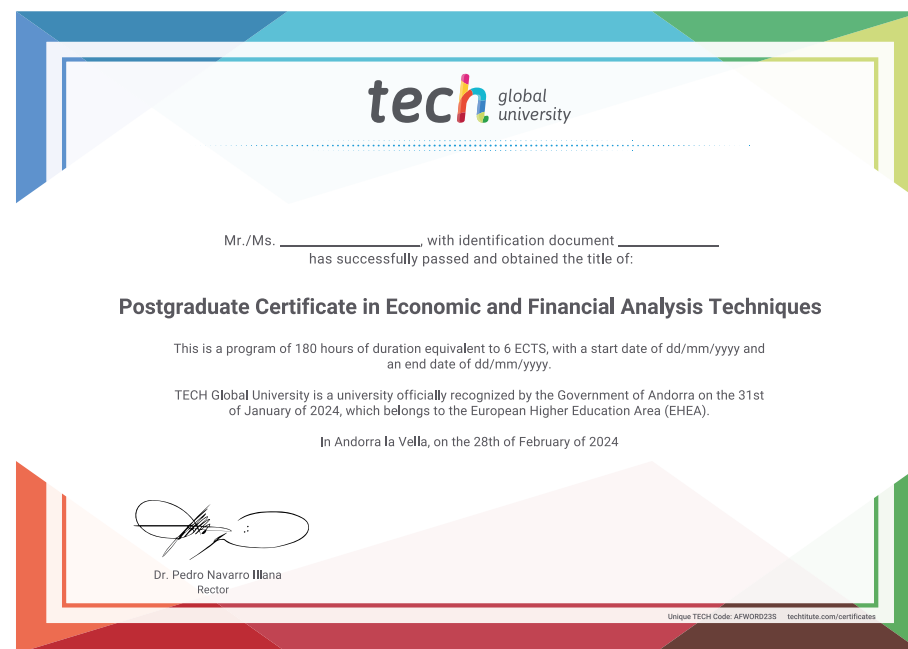 tech global
university
Mr./Ms. ____________________, with identification document ______________
has successfully passed and obtained the title of:
Postgraduate Certificate in Economic and Financial Analysis Techniques
This is a program of 180 hours of duration equivalent to 6 ECTS, with a start date of dd/mm/yyyy and
an end date of dd/mm/yyyy.
TECH Global University is a university officially recognized by the Government of Andorra on the 31st
of January of 2024, which belongs to the European Higher Education Area (EHEA).
In Andorra la Vella, on the 28th of February of 2024
Dr. Pedro Navarro Illana
Rector
Unique TECH Code: AFWORD23S techtitute.com/certificates